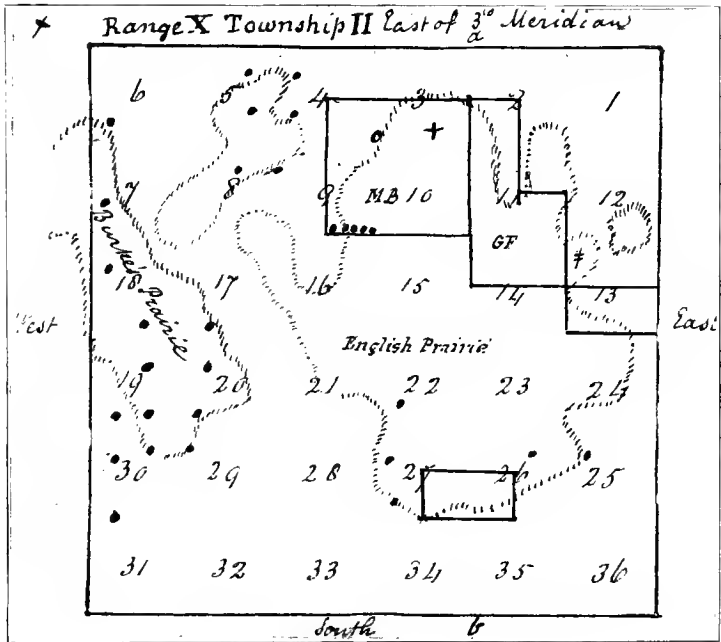 Range X Township II East of 3rd a Meridian
6 5 4 3 2 1
7 8 9 MB 10 11 12
GF
Burke's Prairie
18 17 16 15 14 13
West
East
English Prairie
19 20 21 22 23 24
30 29 28 27 26 25
31 32 33 34 35 36
South b